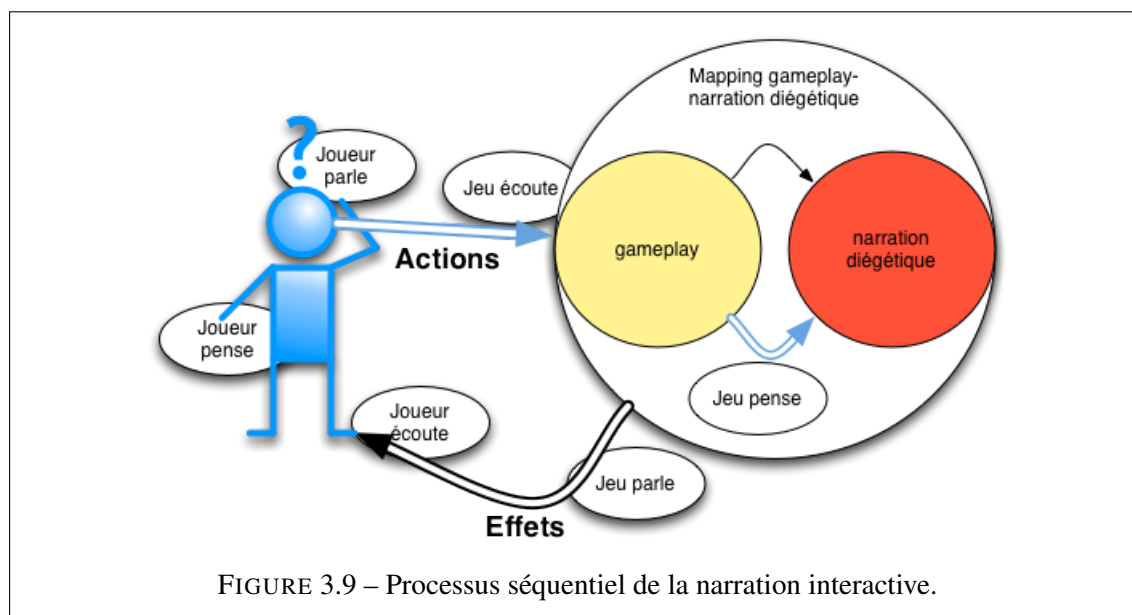 Mapping gameplay-
narration diégétique
?
Joueur
parle
Jeu écoute
Actions
gameplay
narration
diégétique
Joueur
pense
Jeu pense
Joueur
écoute
Jeu parle
Effets
FIGURE 3.9 – Processus séquentiel de la narration interactive.